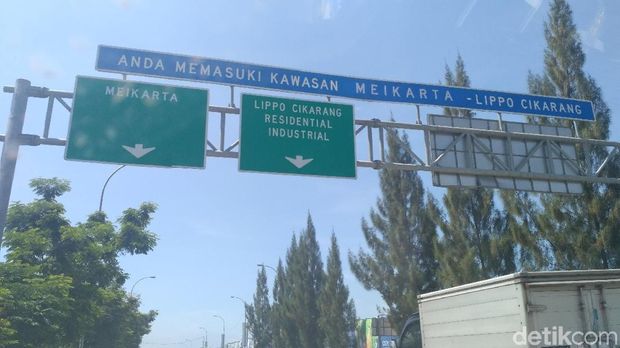 ANDA MEMASUKI KAWASAN MEIKARTA - LIPPO CIKARANG
MEIKARTA
LIPPO CIKARANG
RESIDENTIAL
INDUSTRIAL
detikcom